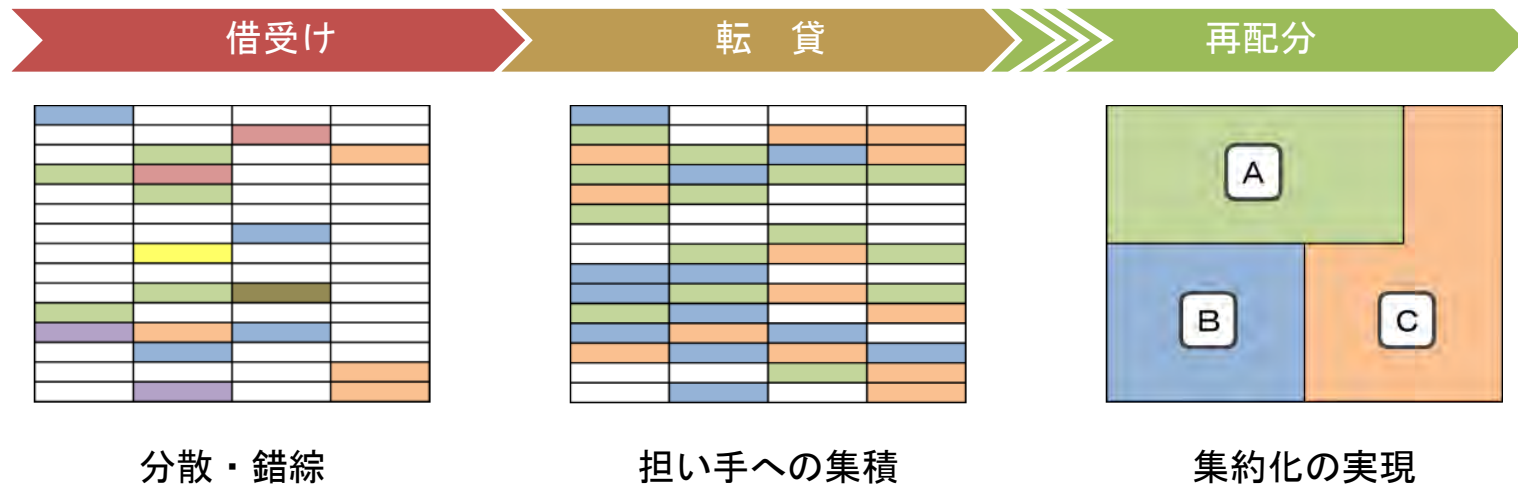 借受け
転 貸
再配分
A
B
C
分散・錯綜
担い手への集積
集約化の実現